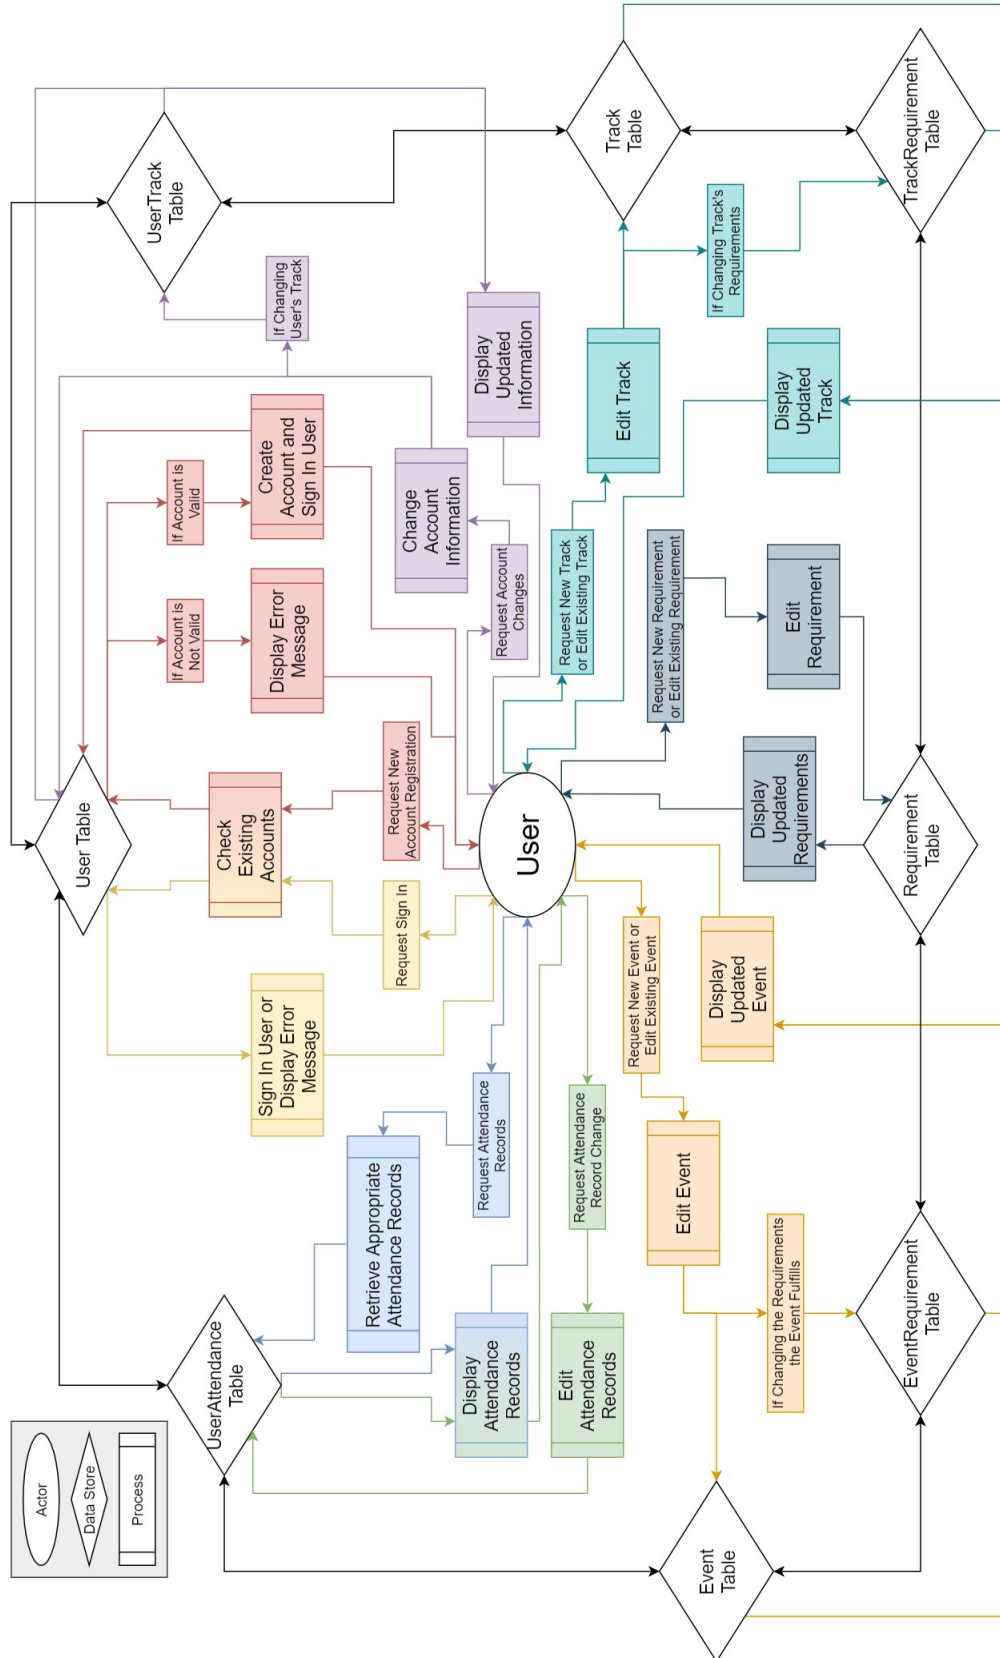 Actor
Data Store
Process
UserAttendance
Table
User Table
UserTrack
Table
Sign In User or
Display Error
Message
Check
Existing
Accounts
If Account is
Not Valid
If Account is
Valid
Display Error
Message
Create
Account and
Sign In User
If Changing
User's Track
Retrieve Appropriate
Attendance Records
Request Sign In
Request New
Account Registration
Change
Account
Information
Display
Attendance
Records
Request Attendance
Records
User
Request Account
Changes
Display
Updated
Information
Edit
Attendance
Records
Request Attendance
Record Change
Request New Track
or Edit Existing Track
Edit Track
Track
Table
Edit Event
Request New Event or
Edit Existing Event
Request New Requirement
or Edit Existing Requirement
If Changing Track's
Requirements
Event
Table
If Changing the Requirements
the Event Fulfills
Display
Updated
Event
Display
Updated
Requirements
Edit
Requirement
Display
Updated
Track
EventRequirement
Table
Requirement
Table
TrackRequirement
Table